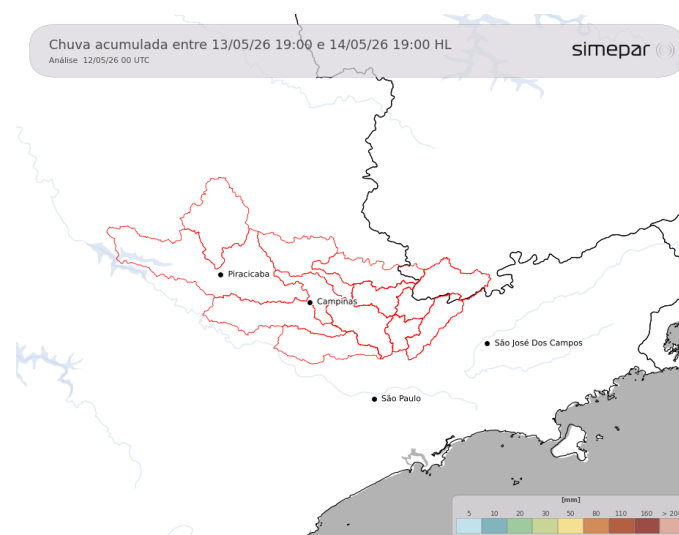 Chuva acumulada entre 13/05/26 19:00 e 14/05/26 19:00 HL
Análise 12/05/26 00 UTC
simepar
Piracicaba
Campinas
São José Dos Campos
São Paulo
[mm]
5 10 20 30 50 80 110 160 > 200